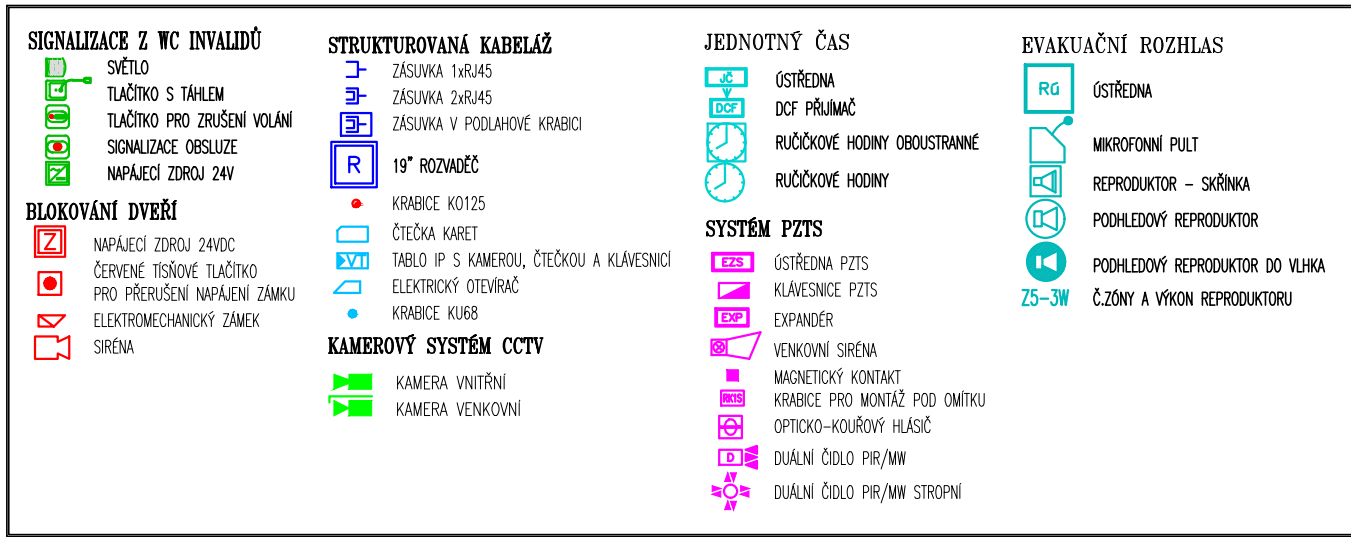 SIGNALIZACE Z WC INVALIDŮ
SVĚTLO
TLAČÍTKO S TÁHLEM
TLAČÍTKO PRO ZRUŠENÍ VOLÁNÍ
SIGNALIZACE OBSLUZE
NAPÁJECÍ ZDROJ 24V
BLOKOVÁNÍ DVEŘÍ
Z NAPÁJECÍ ZDROJ 24VDC
ČERVENÉ TÍSŇOVÉ TLAČÍTKO
PRO PŘERUŠENÍ NAPÁJENÍ ZÁMKU
ELEKTROMECHANICKÝ ZÁMEK
SIRÉNA
STRUKTUROVANÁ KABELÁŽ
ZÁSUVKA 1xRJ45
ZÁSUVKA 2xRJ45
ZÁSUVKA V PODLAHOVÉ KRABICI
R 19" ROZVADĚČ
KRABICE KO125
ČTEČKA KARET
VT TABLO IP S KAMEROU, ČTEČKOU A KLÁVESNICÍ
ELEKTRICKÝ OTEVÍRAČ
KRABICE KU68
KAMEROVÝ SYSTÉM CCTV
KAMERA VNITŘNÍ
KAMERA VENKOVNÍ
JEDNOTNÝ ČAS
JČ ÚSTŘEDNA
DCF DCF PŘIJÍMAČ
RUČIČKOVÉ HODINY OBOUSTRANNÉ
RUČIČKOVÉ HODINY
SYSTÉM PZTS
EZS ÚSTŘEDNA PZTS
KLÁVESNICE PZTS
EXP EXPANDÉR
VENKOVNÍ SIRÉNA
MAGNETICKÝ KONTAKT
RK1S KRABICE PRO MONTÁŽ POD OMÍTKU
OPTICKO-KOUŘOVÝ HLÁSIČ
D DUÁLNÍ ČIDLO PIR/MW
DUÁLNÍ ČIDLO PIR/MW STROPNÍ
EVAKUAČNÍ ROZHLAS
Rú ÚSTŘEDNA
MIKROFONNÍ PULT
REPRODUKTOR - SKŘÍNKA
PODHLEDOVÝ REPRODUKTOR
PODHLEDOVÝ REPRODUKTOR DO VLHKA
Z5-3W Č.ZÓNY A VÝKON REPRODUKTORU